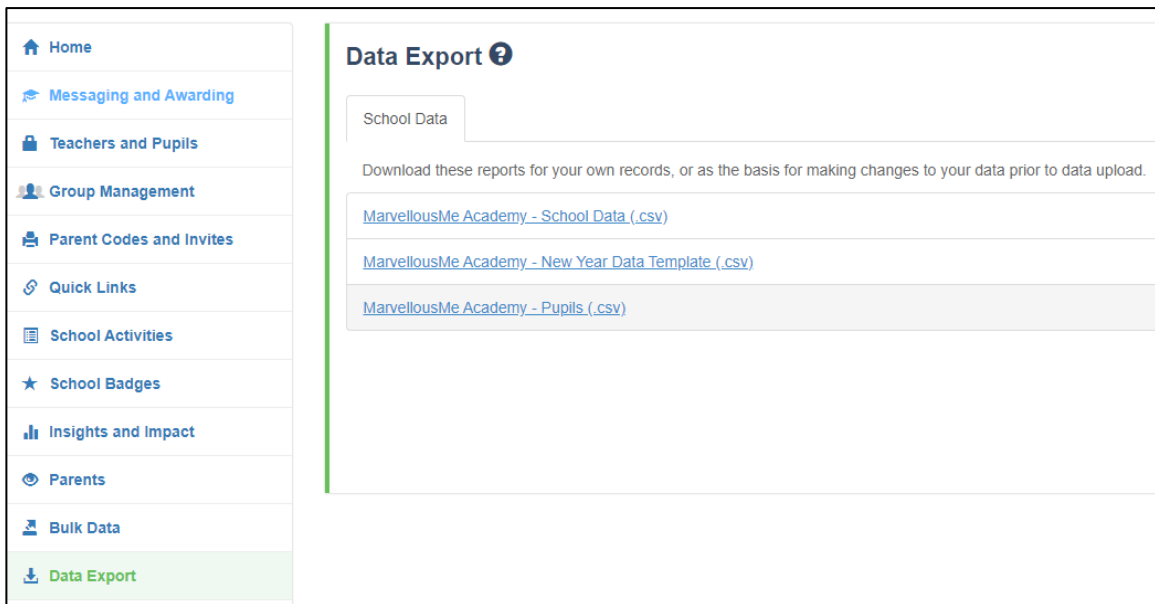 Home
Messaging and Awarding
Teachers and Pupils
Group Management
Parent Codes and Invites
Quick Links
School Activities
School Badges
Insights and Impact
Parents
Bulk Data
Data Export
Data Export ?
School Data
Download these reports for your own records, or as the basis for making changes to your data prior to data upload.
MarvellousMe Academy - School Data (.csv)
MarvellousMe Academy - New Year Data Template (.csv)
MarvellousMe Academy - Pupils (.csv)